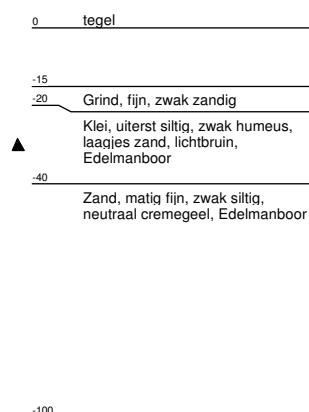 0 tegel
-15
-20 Grind, fijn, zwak zandig
Klei, uiterst siltig, zwak humeus,
laagjes zand, lichtbruin,
Edelmanboor
-40
Zand, matig fijn, zwak siltig,
neutraal cremegeel, Edelmanboor
-100